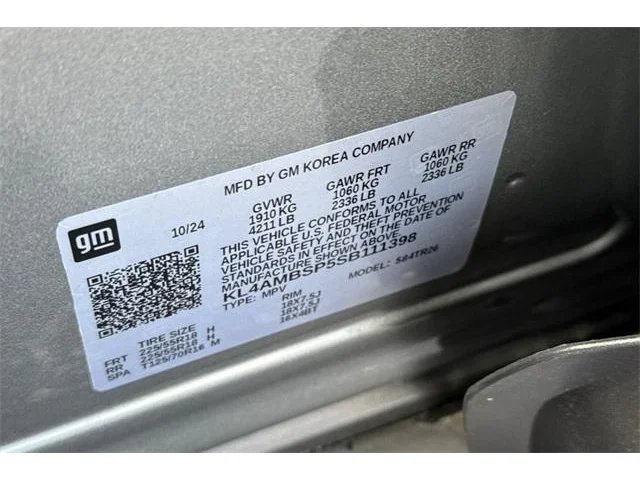 MFD BY GM KOREA COMPANY
gm
10/24
GVWR GAWR FRT GAWR RR
1910 KG 1060 KG 1060 KG
4211 LB 2336 LB 2336 LB
THIS VEHICLE CONFORMS TO ALL
APPLICABLE U.S. FEDERAL MOTOR
VEHICLE SAFETY AND THEFT PREVENTION
STANDARDS IN EFFECT ON THE DATE OF
MANUFACTURE SHOWN ABOVE
KL4AMBSP5SB111398
TYPE: MPV MODEL: S84TR26
TIRE SIZE RIM
FRT 225/55R18 H 18X7.5J
RR 225/55R18 H 18X7.5J
SPA T125/70R16 M 16X4BT